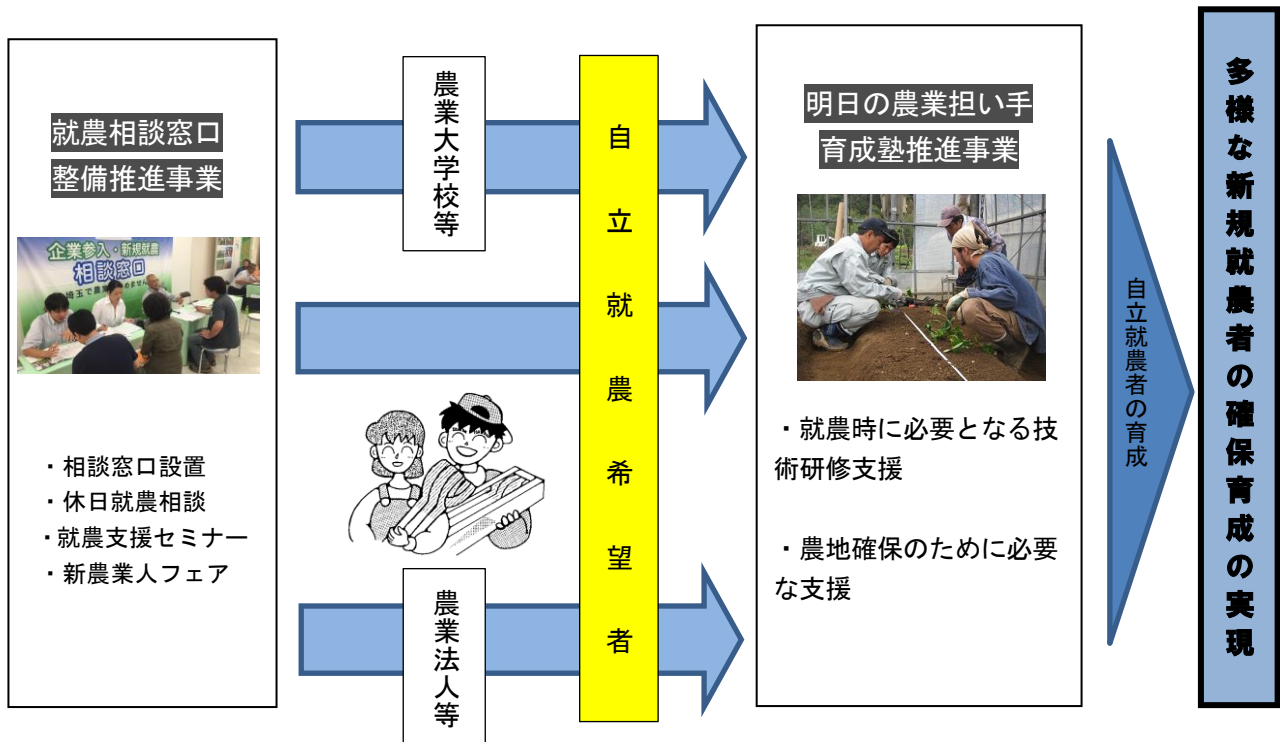 就農相談窓口
整備推進事業
企業参入・新規就農
相談窓口
埼玉で農業
・相談窓口設置
・休日就農相談
・就農支援セミナー
・新農業人フェア
農業大学校等
農業法人等
自立就農希望者
明日の農業担い手
育成塾推進事業
・就農時に必要となる技
術研修支援
・農地確保のために必要
な支援
自立就農者の育成
多様な新規就農者の確保育成の実現